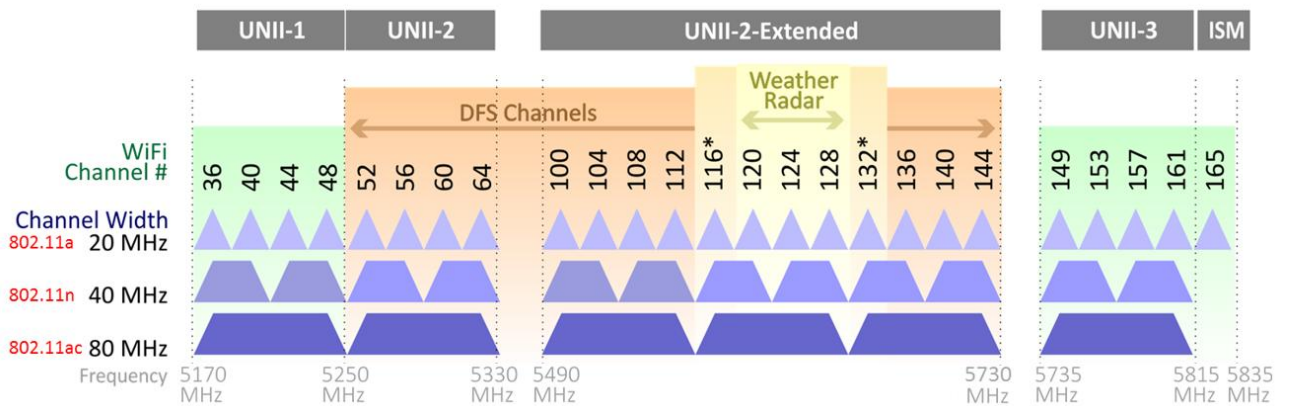 UNII-1 UNII-2 UNII-2-Extended UNII-3 ISM
Weather
Radar
DFS Channels
WiFi
Channel #
36 40 44 48 52 56 60 64 100 104 108 112 116* 120 124 128 132* 136 140 144 149 153 157 161 165
Channel Width
802.11a 20 MHz
802.11n 40 MHz
802.11ac 80 MHz
Frequency 5170 5250 5330 5490 5730 5735 5815 5835
MHz MHz MHz MHz MHz MHz MHz MHz